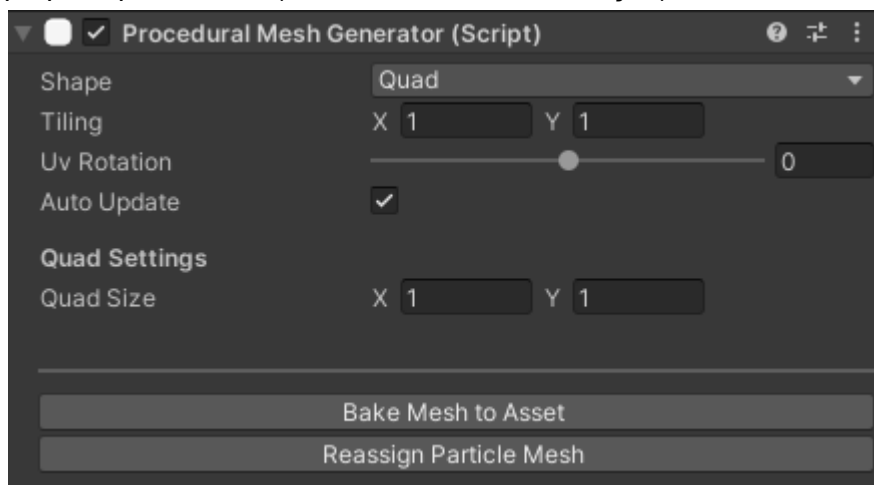 Procedural Mesh Generator (Script)
Shape Quad
Tiling X 1 Y 1
Uv Rotation 0
Auto Update
Quad Settings
Quad Size X 1 Y 1
Bake Mesh to Asset
Reassign Particle Mesh